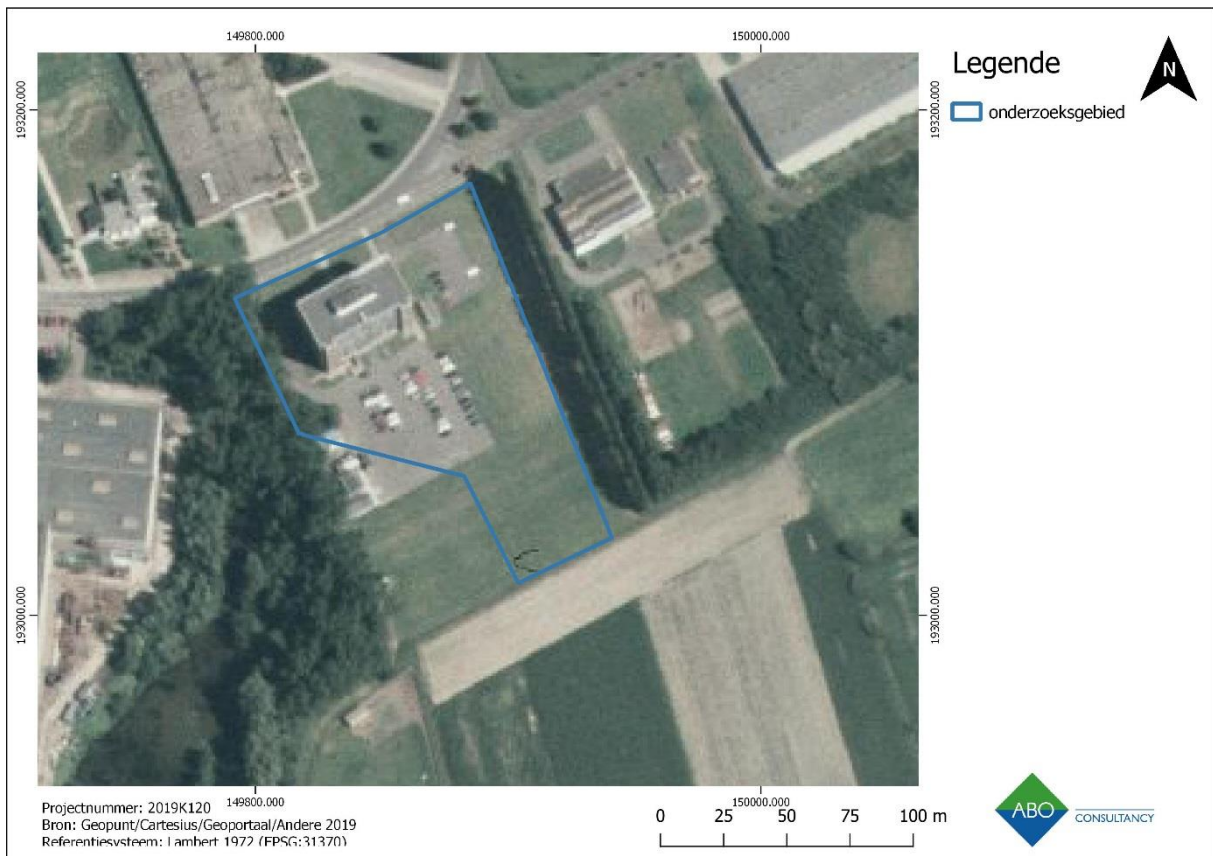 149800.000
150000.000
193200.000
193200.000
Legende
N
onderzoeksgebied
193000.000
193000.000
149800.000
150000.000
Projectnummer: 2019K120
Bron: Geopunt/Cartesius/Geoportaal/Andere 2019
Referentiesysteem: Lambert 1972 (EPSG:31370)
0 25 50 75 100 m
ABO
CONSULTANCY